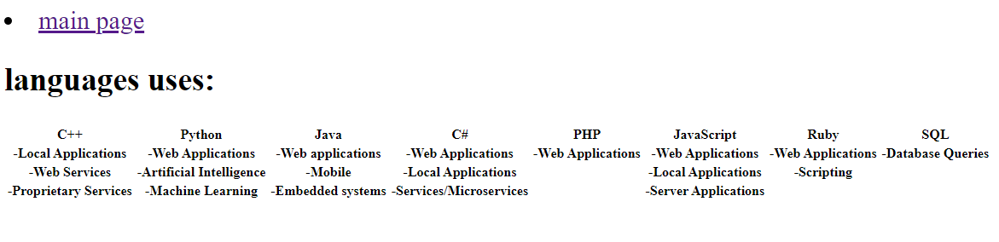 main page
languages uses:
C++ Python Java C# PHP JavaScript Ruby SQL
-Local Applications -Web Applications -Web applications -Web Applications -Web Applications -Web Applications -Web Applications -Database Queries
-Web Services -Artificial Intelligence -Mobile -Local Applications -Local Applications -Scripting
-Proprietary Services -Machine Learning -Embedded systems -Services/Microservices -Server Applications